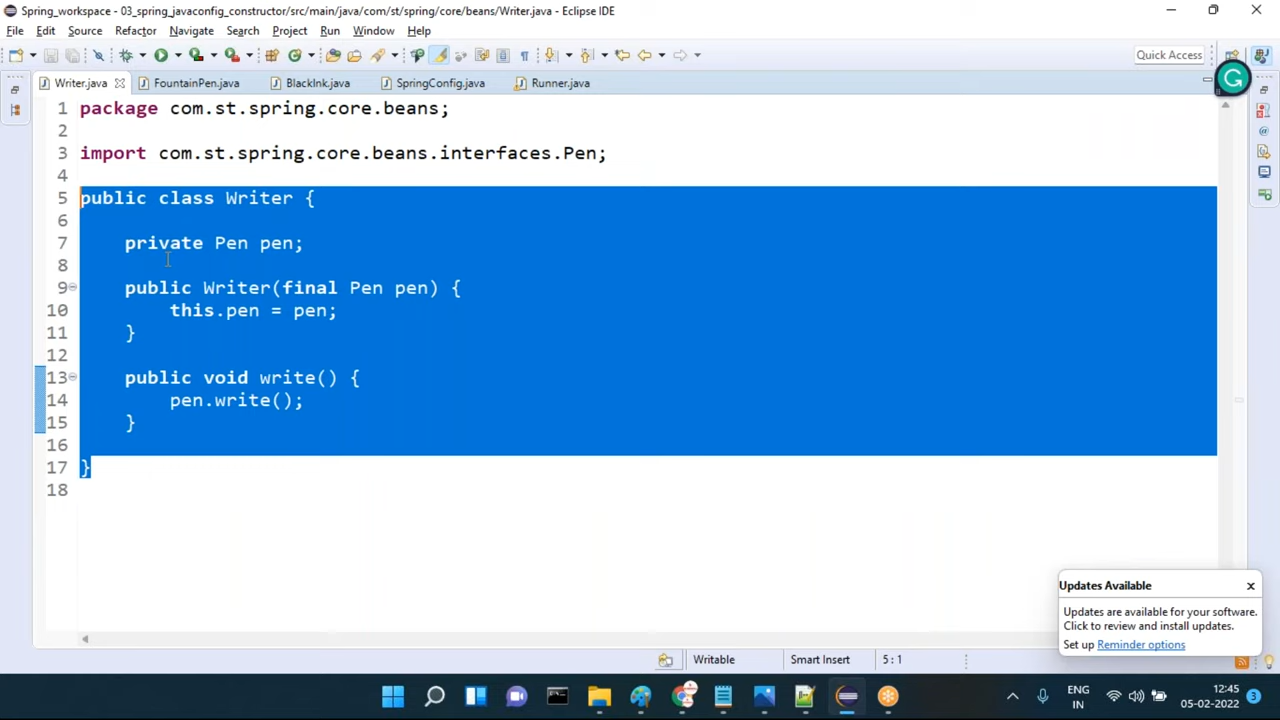 Spring_workspace - 03_spring_javaconfig_constructor/src/main/java/com/st/spring/core/beans/Writer.java - Eclipse IDE
File Edit Source Refactor Navigate Search Project Run Window Help
Quick Access
Writer.java FountainPen.java BlackInk.java SpringConfig.java Runner.java
1 package com.st.spring.core.beans;
2
3 import com.st.spring.core.beans.interfaces.Pen;
4
5 public class Writer {
6
7 private Pen pen;
8
9 public Writer(final Pen pen) {
10 this.pen = pen;
11 }
12
13 public void write() {
14 pen.write();
15 }
16
17 }
18
Updates Available
Updates are available for your software.
Click to review and install updates.
Set up Reminder options
Writable Smart Insert 5 : 1
ENG 12:45
IN 05-02-2022 3